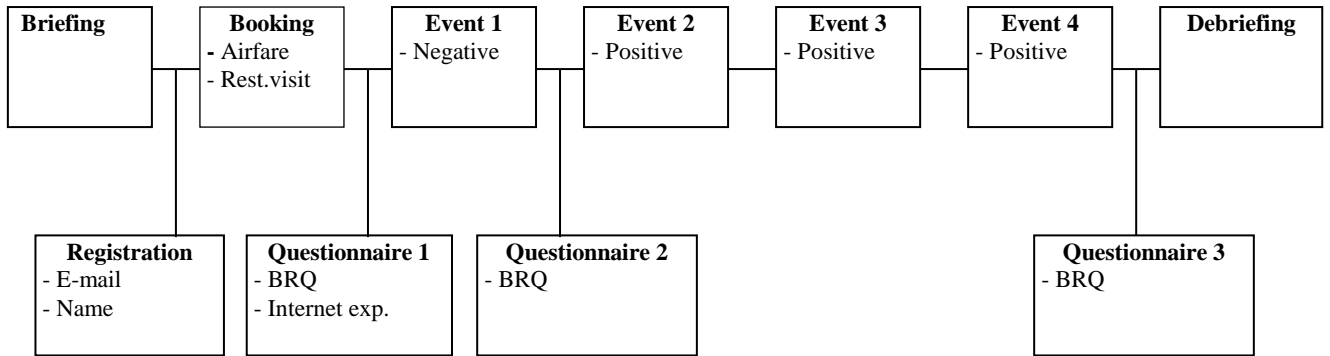 Briefing
Booking
- Airfare
- Rest.visit
Event 1
- Negative
Event 2
- Positive
Event 3
- Positive
Event 4
- Positive
Debriefing
Registration
- E-mail
- Name
Questionnaire 1
- BRQ
- Internet exp.
Questionnaire 2
- BRQ
Questionnaire 3
- BRQ